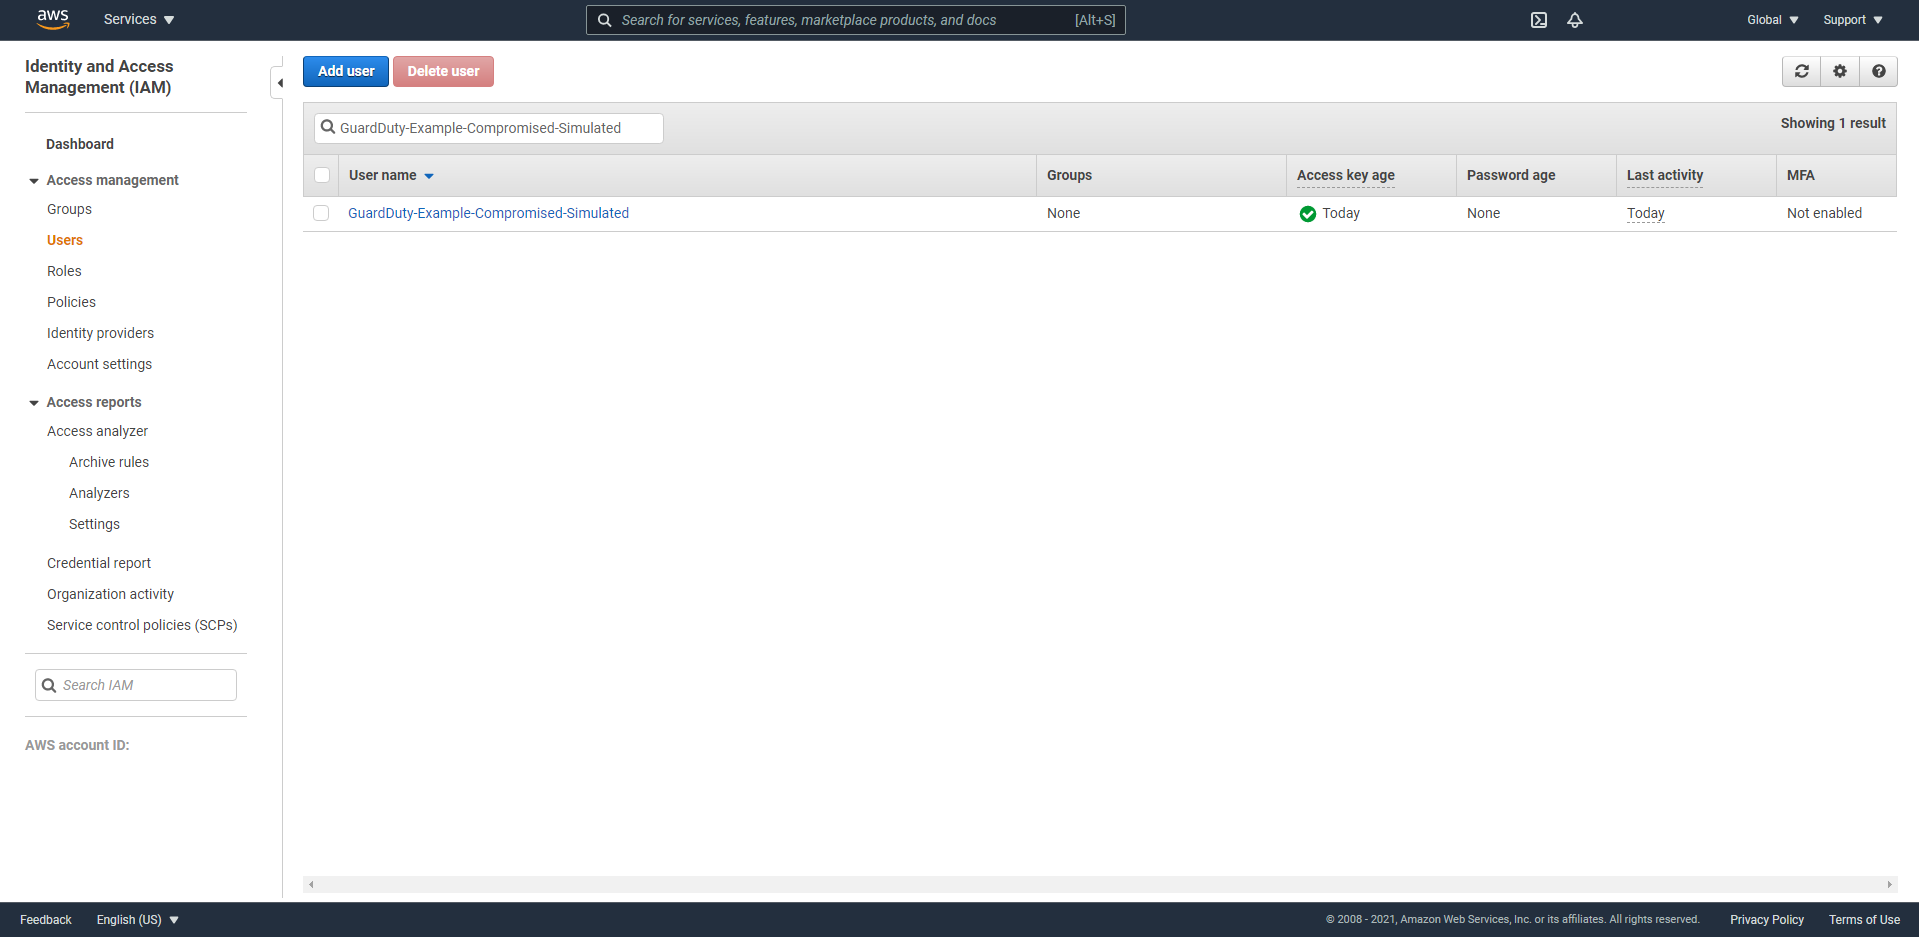 aws
Services
Search for services, features, marketplace products, and docs [Alt+S]
Global
Support
Identity and Access
Management (IAM)
Dashboard
Access management
Groups
Users
Roles
Policies
Identity providers
Account settings
Access reports
Access analyzer
Archive rules
Analyzers
Settings
Credential report
Organization activity
Service control policies (SCPs)
Search IAM
AWS account ID:
Add user Delete user
GuardDuty-Example-Compromised-Simulated
Showing 1 result
User name Groups Access key age Password age Last activity MFA
GuardDuty-Example-Compromised-Simulated None Today None Today Not enabled
Feedback English (US) © 2008 - 2021, Amazon Web Services, Inc. or its affiliates. All rights reserved. Privacy Policy Terms of Use